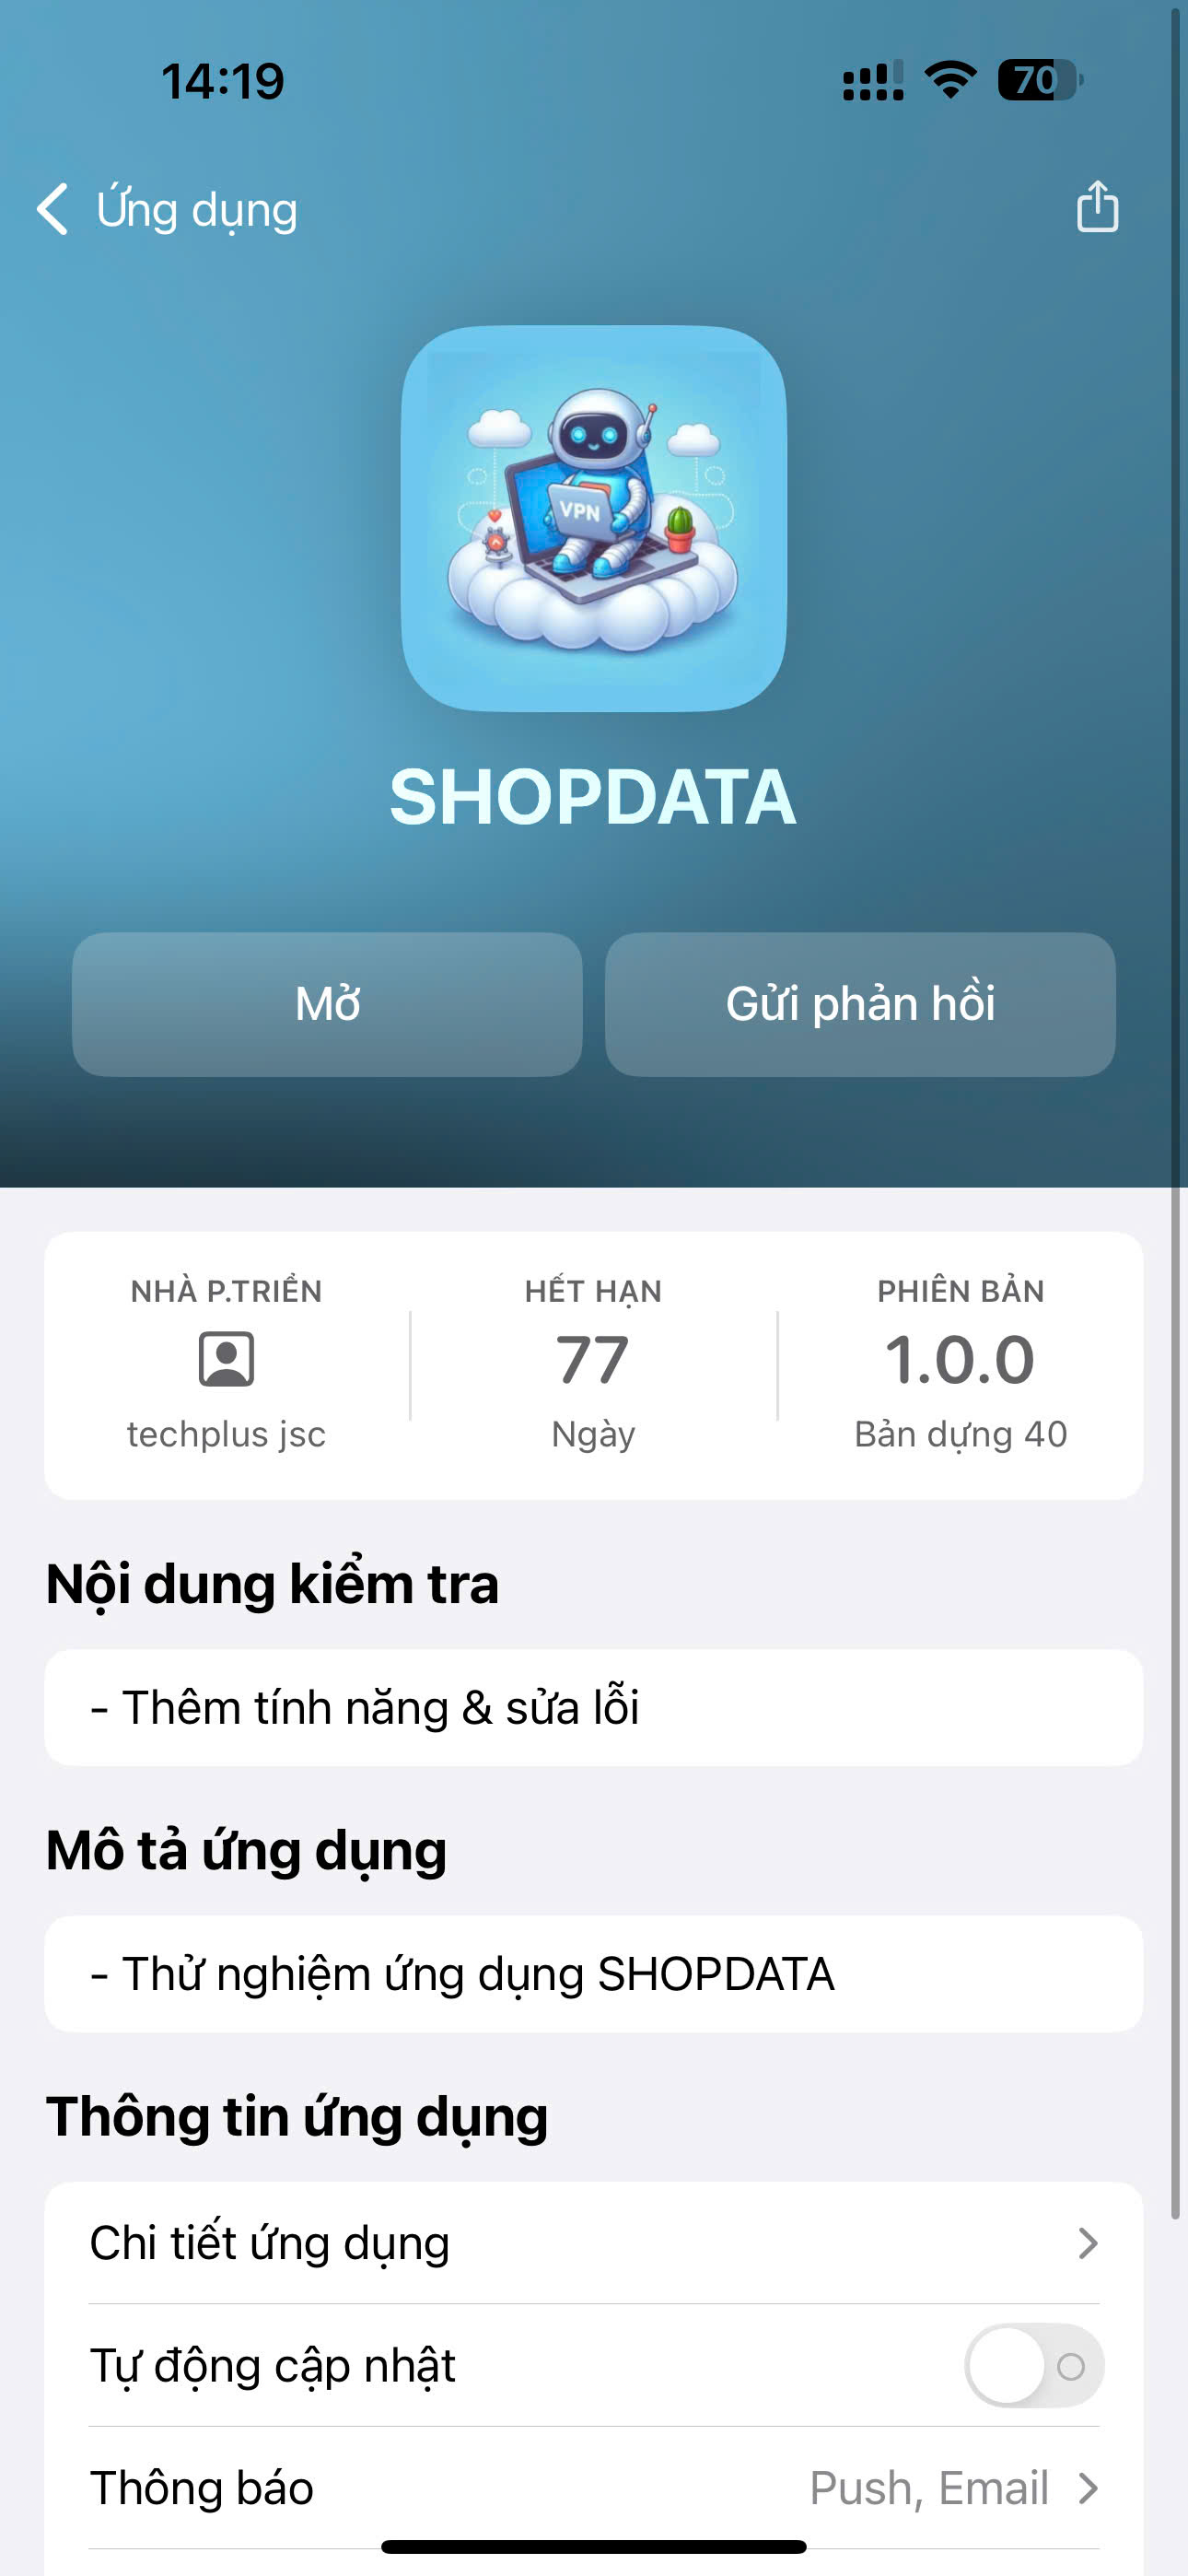 14:19
70
Ứng dụng
VPN
SHOPDATA
Mở
Gửi phản hồi
NHÀ P.TRIỂN
techplus jsc
HẾT HẠN
77
Ngày
PHIÊN BẢN
1.0.0
Bản dựng 40
Nội dung kiểm tra
- Thêm tính năng & sửa lỗi
Mô tả ứng dụng
- Thử nghiệm ứng dụng SHOPDATA
Thông tin ứng dụng
Chi tiết ứng dụng
Tự động cập nhật
Thông báo Push, Email